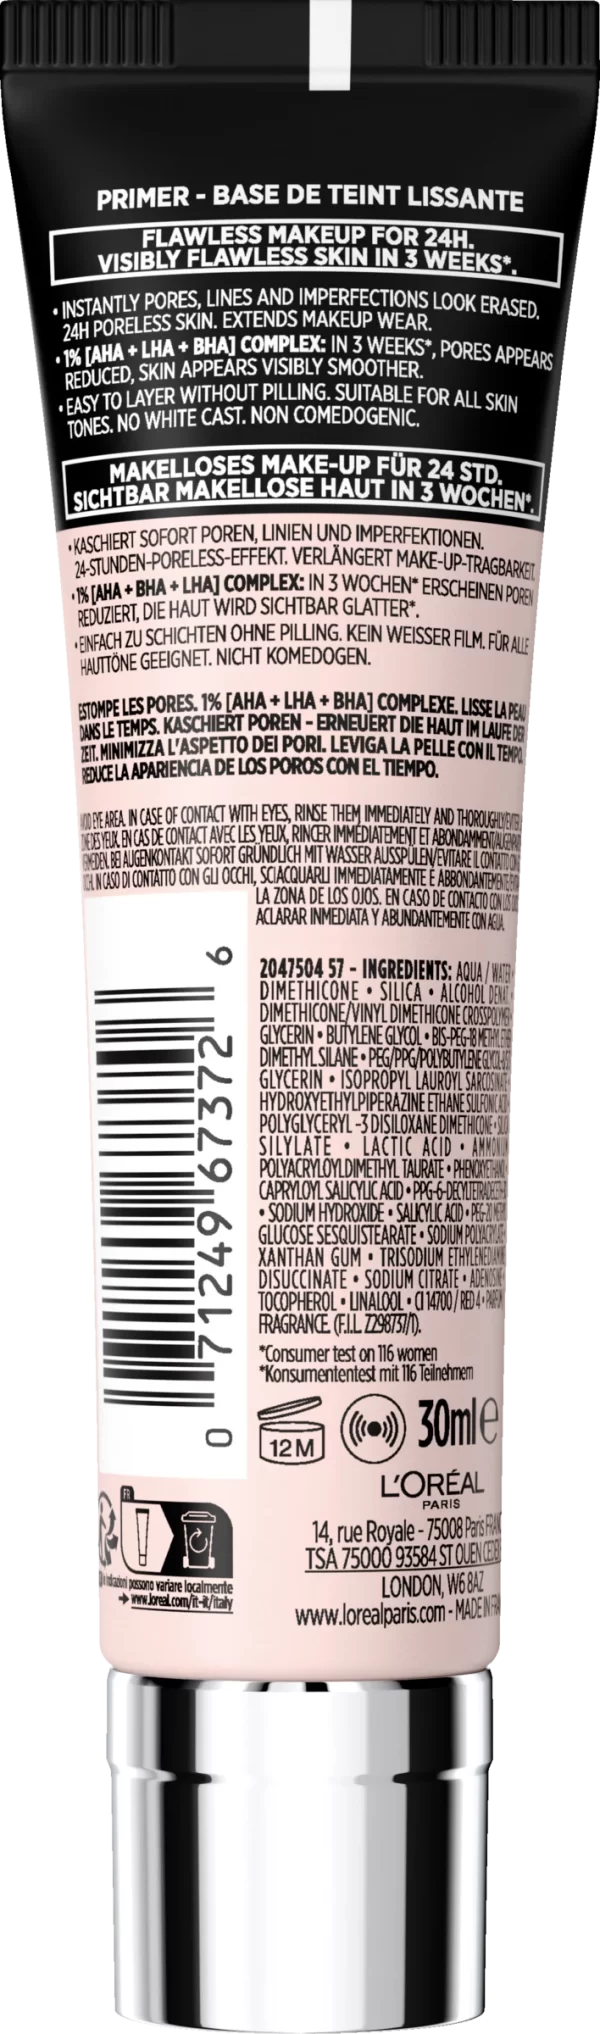 PRIMER - BASE DE TEINT LISSANTE
FLAWLESS MAKEUP FOR 24H.
VISIBLY FLAWLESS SKIN IN 3 WEEKS*.
• INSTANTLY PORES, LINES AND IMPERFECTIONS LOOK ERASED.
24H PORELESS SKIN. EXTENDS MAKEUP WEAR.
• 1% [AHA + LHA + BHA] COMPLEX: IN 3 WEEKS*, PORES APPEARS
REDUCED, SKIN APPEARS VISIBLY SMOOTHER.
• EASY TO LAYER WITHOUT PILLING. SUITABLE FOR ALL SKIN
TONES. NO WHITE CAST. NON COMEDOGENIC.
MAKELLOSES MAKE-UP FÜR 24 STD.
SICHTBAR MAKELLOSE HAUT IN 3 WOCHEN*.
• KASCHIERT SOFORT POREN, LINIEN UND IMPERFEKTIONEN.
24-STUNDEN-PORELESS-EFFEKT. VERLÄNGERT MAKE-UP-TRAGBARKEIT.
• 1% [AHA + BHA + LHA] COMPLEX: IN 3 WOCHEN* ERSCHEINEN POREN
REDUZIERT, DIE HAUT WIRD SICHTBAR GLATTER*.
• EINFACH ZU SCHICHTEN OHNE PILLING. KEIN WEISSER FILM. FÜR ALLE
HAUTTÖNE GEEIGNET. NICHT KOMEDOGEN.
ESTOMPE LES PORES. 1% [AHA + LHA + BHA] COMPLEXE. LISSE LA PEAU
DANS LE TEMPS. KASCHIERT POREN - ERNEUERT DIE HAUT IM LAUFE DER
ZEIT. MINIMIZZA L'ASPETTO DEI PORI. LEVIGA LA PELLE CON IL TEMPO.
REDUCE LA APARIENCIA DE LOS POROS CON EL TIEMPO.
EYE AREA. IN CASE OF CONTACT WITH EYES, RINSE THEM IMMEDIATELY AND THOROUGHLY/
DES YEUX. EN CAS DE CONTACT AVEC LES YEUX, RINCER IMMÉDIATEMENT ET ABONDAMMENT/
BEI AUGENKONTAKT SOFORT GRÜNDLICH MIT WASSER AUSSPÜLEN/EVITARE IL CONTATTO CON
IN CASO DI CONTATTO CON GLI OCCHI, SCIACQUARLI IMMEDIATAMENTE E ABBONDANTEMENTE/
LA ZONA DE LOS OJOS. EN CASO DE CONTACTO CON LOS
ACLARAR INMEDIATA Y ABUNDANTEMENTE CON AGUA.
2047504 57 - INGREDIENTS: AQUA / WATER •
DIMETHICONE • SILICA • ALCOHOL DENAT
DIMETHICONE/VINYL DIMETHICONE CROSSPOLYMER
GLYCERIN • BUTYLENE GLYCOL • BIS-PEG-18 METHYL ETHER
DIMETHYL SILANE • PEG/PPG/POLYBUTYLENE GLYCOL
GLYCERIN • ISOPROPYL LAUROYL SARCOSINATE
HYDROXYETHYLPIPERAZINE ETHANE SULFONIC
POLYGLYCERYL -3 DISILOXANE DIMETHICONE •
SILYLATE • LACTIC ACID •
POLYACRYLOYLDIMETHYL TAURATE • PHENOXYETHANOL
CAPRYLOYL SALICYLIC ACID •
• SODIUM HYDROXIDE • SALICYLIC ACID • PEG-20
GLUCOSE SESQUISTEARATE • SODIUM
XANTHAN GUM • TRISODIUM ETHYLENEDIAMINE
DISUCCINATE • SODIUM CITRATE • ADENOSINE
TOCOPHEROL • LINALOOL • CI 14700 / RED 4 •
FRAGRANCE. (F.I.L. Z298737/1).
*Consumer test on 116 women
*Konsumententest mit 116 Teilnehmern
0 71249 67372 6
12 M
30ml e
L'ORÉAL
PARIS
14, rue Royale - 75008 Paris
TSA 75000 93584 ST OUEN
LONDON, W6 8AZ
www.lorealparis.com - MADE IN
FR
indicazioni possono variare localmente
www.loreal.com/it-it/italy